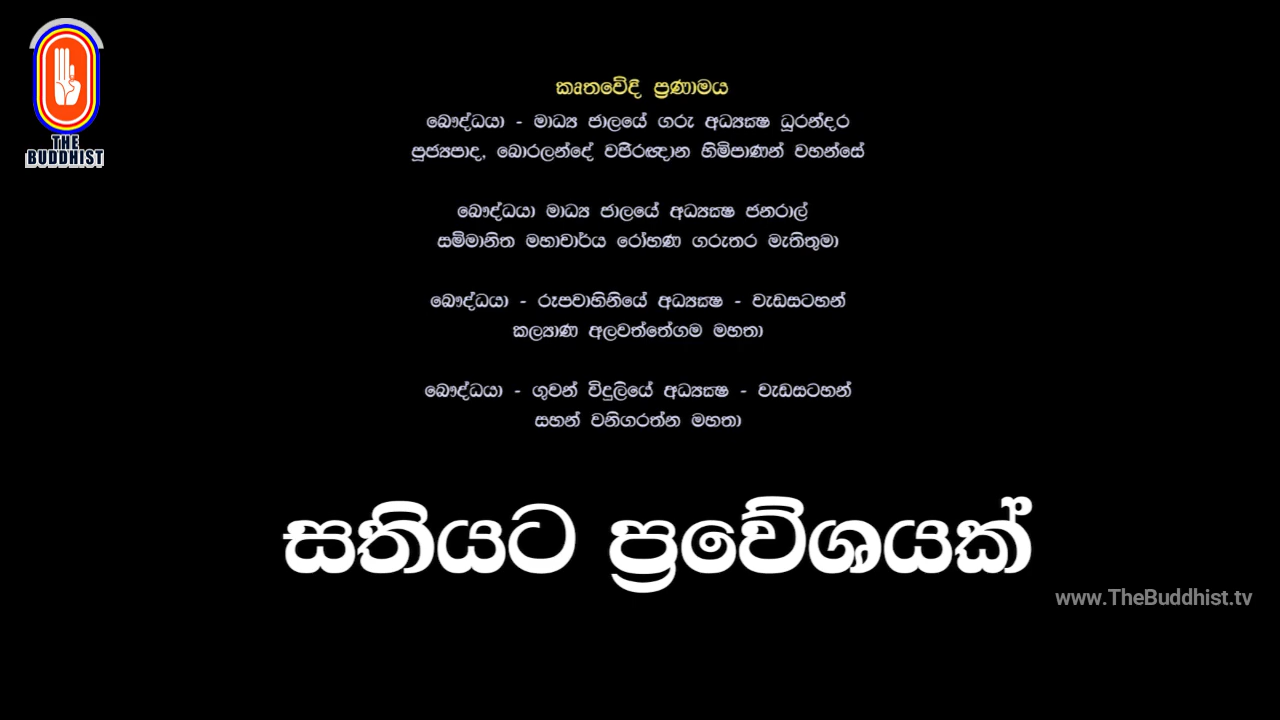 THE
BUDDHIST
කෘතවේදි ප්‍රණාමය
බෞද්ධයා - මාධ්‍ය ජාලයේ ගරු අධ්‍යක්‍ෂ ධූරන්දර
පූජ්‍යපාද, බොරලන්දේ වජිරඥාන හිමිපාණන් වහන්සේ
බෞද්ධයා මාධ්‍ය ජාලයේ අධ්‍යක්‍ෂ ජනරාල්
සම්මානිත මහාචාර්ය රෝහණ ගරුතර මැතිතුමා
බෞද්ධයා - රූපවාහිනියේ අධ්‍යක්‍ෂ - වැඩසටහන්
කල්‍යාණ අලවත්තේගම මහතා
බෞද්ධයා - ගුවන් විදුලියේ අධ්‍යක්‍ෂ - වැඩසටහන්
සහන් වනිගරත්න මහතා
සතියට ප්‍රවේශයක්
www.TheBuddhist.tv